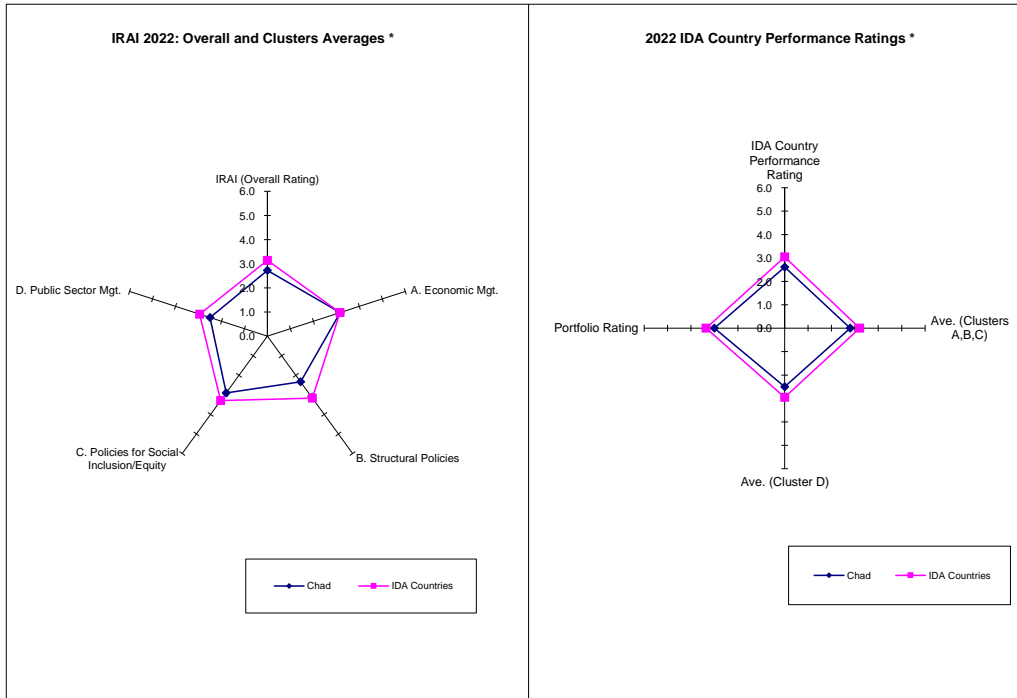 IRAI 2022: Overall and Clusters Averages *
IRAI (Overall Rating)
6.0
5.0
4.0
3.0
2.0
1.0
0.0
A. Economic Mgt.
B. Structural Policies
C. Policies for Social
Inclusion/Equity
D. Public Sector Mgt.
Chad
IDA Countries
2022 IDA Country Performance Ratings *
IDA Country
Performance
Rating
6.0
5.0
4.0
3.0
2.0
1.0
0.0
Ave. (Clusters
A,B,C)
Ave. (Cluster D)
Portfolio Rating
Chad
IDA Countries